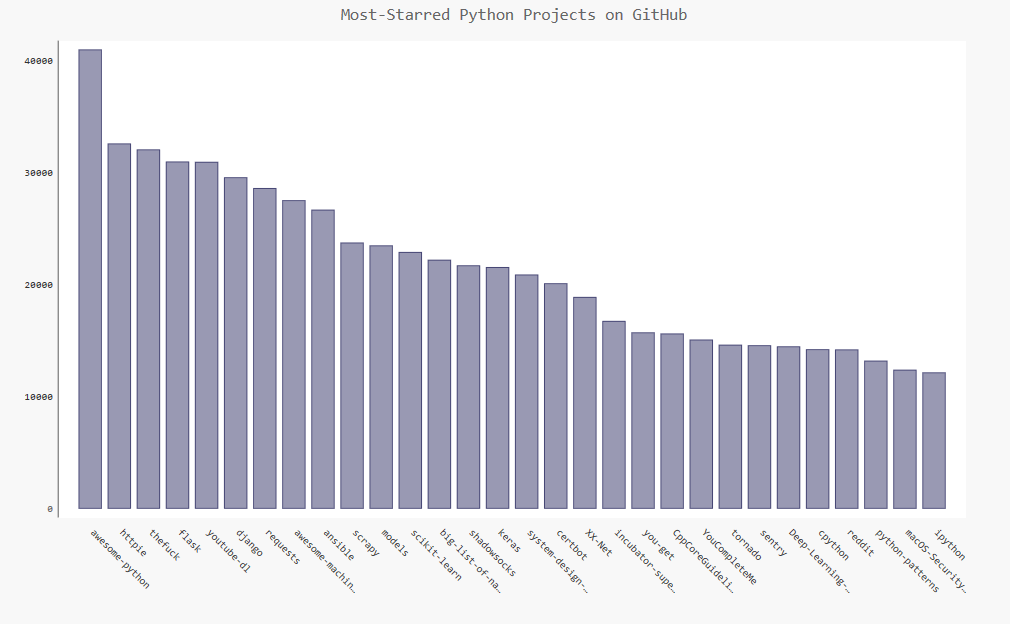 Most-Starred Python Projects on GitHub
40000
30000
20000
10000
0
awesome-python
httpie
thefuck
flask
youtube-dl
django
requests
awesome-machin…
ansible
scrapy
models
scikit-learn
big-list-of-na…
shadowsocks
keras
system-design-…
certbot
XX-Net
incubator-supe…
you-get
CppCoreGuideli…
YouCompleteMe
tornado
sentry
Deep-Learning-…
cpython
reddit
python-patterns
macOS-Security…
ipython